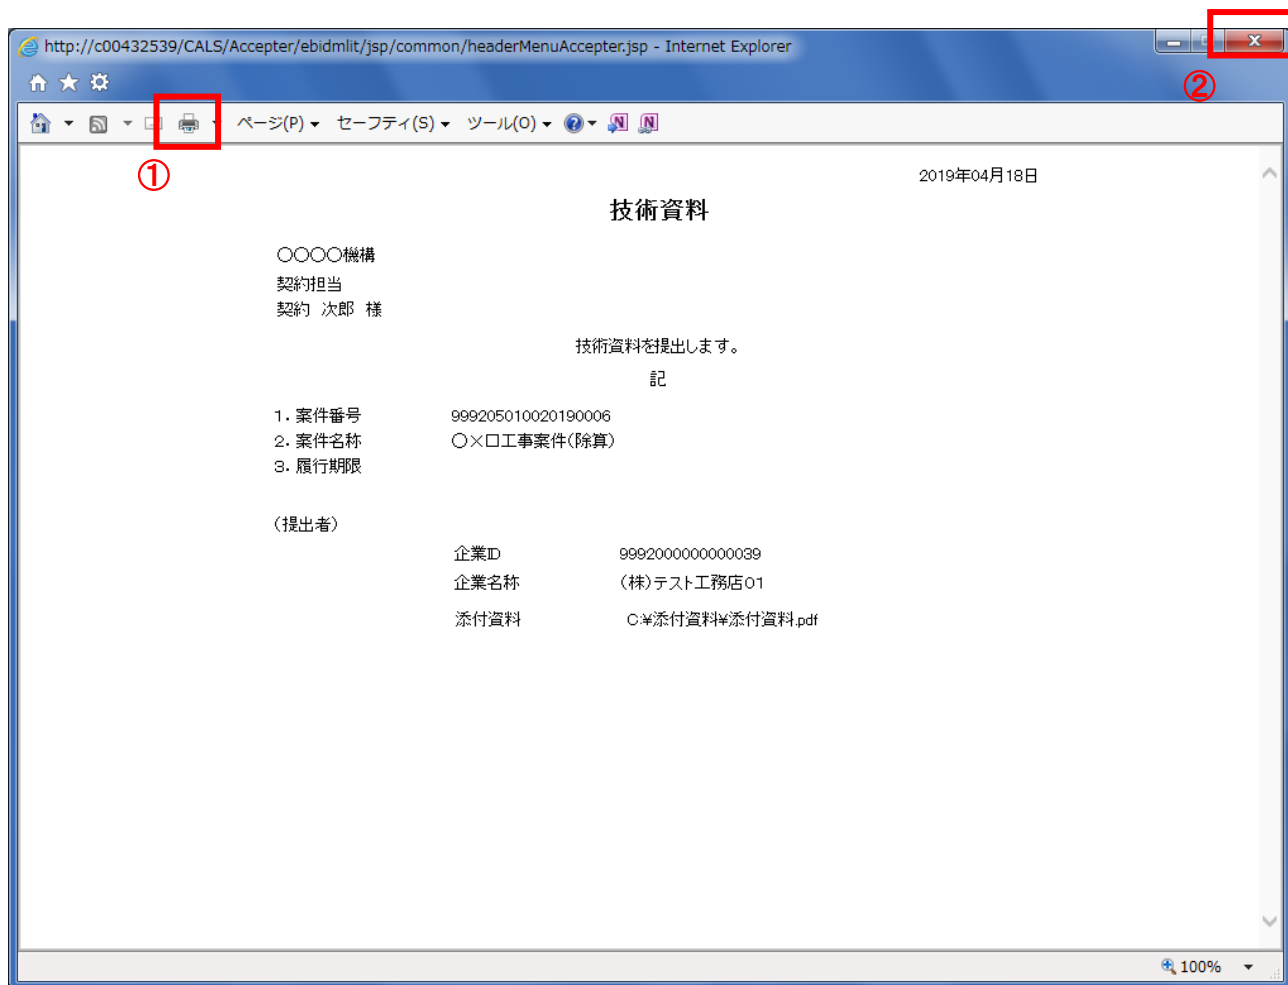 http://c00432539/CALS/Accepter/ebidmlit/jsp/common/headerMenuAccepter.jsp - Internet Explorer
②
ページ(P) セーフティ(S) ツール(O)
①
2019年04月18日
技術資料
〇〇〇〇機構
契約担当
契約 次郎 様
技術資料を提出します。
記
1. 案件番号 999205010020190006
2. 案件名称 〇×口工事案件(除算)
3. 履行期限
(提出者)
企業ID 9992000000000039
企業名称 (株)テスト工務店01
添付資料 C:¥添付資料¥添付資料.pdf
100%